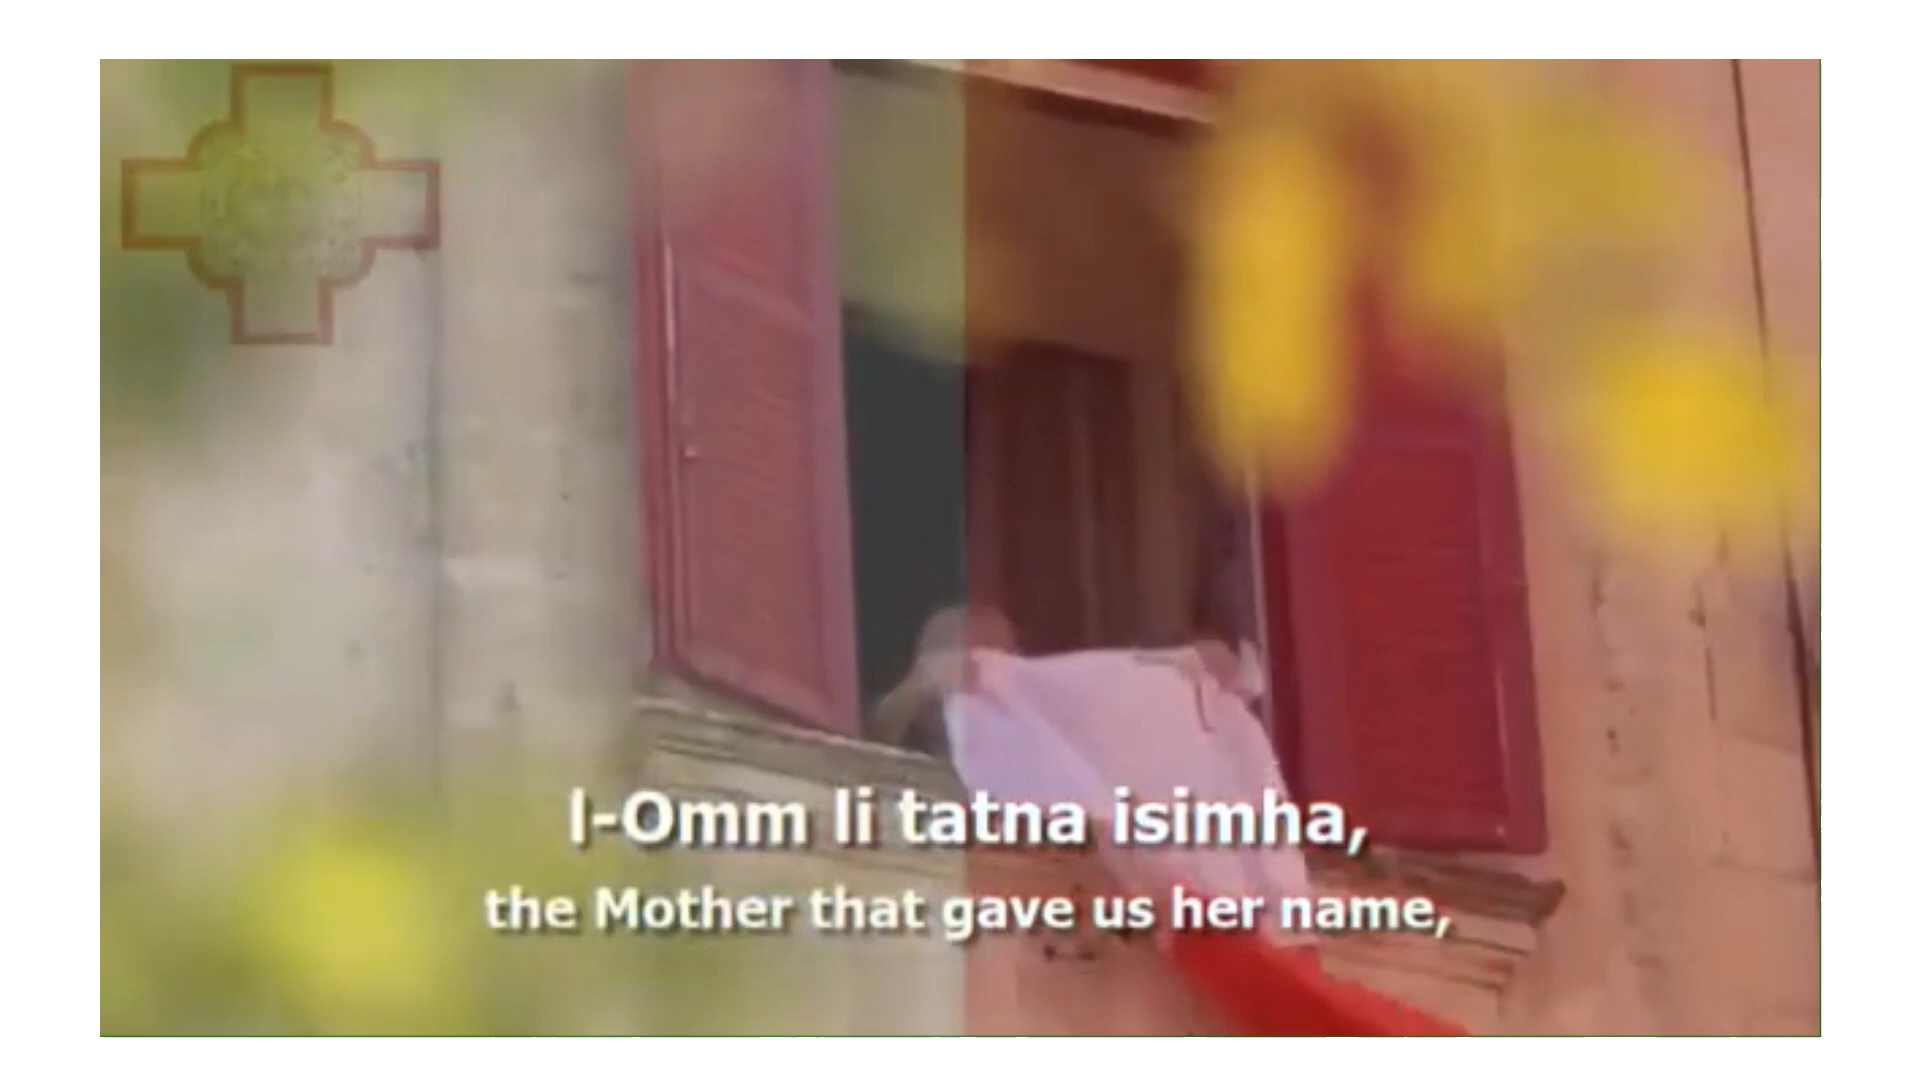 l-Omm li tatna isimha,
the Mother that gave us her name,